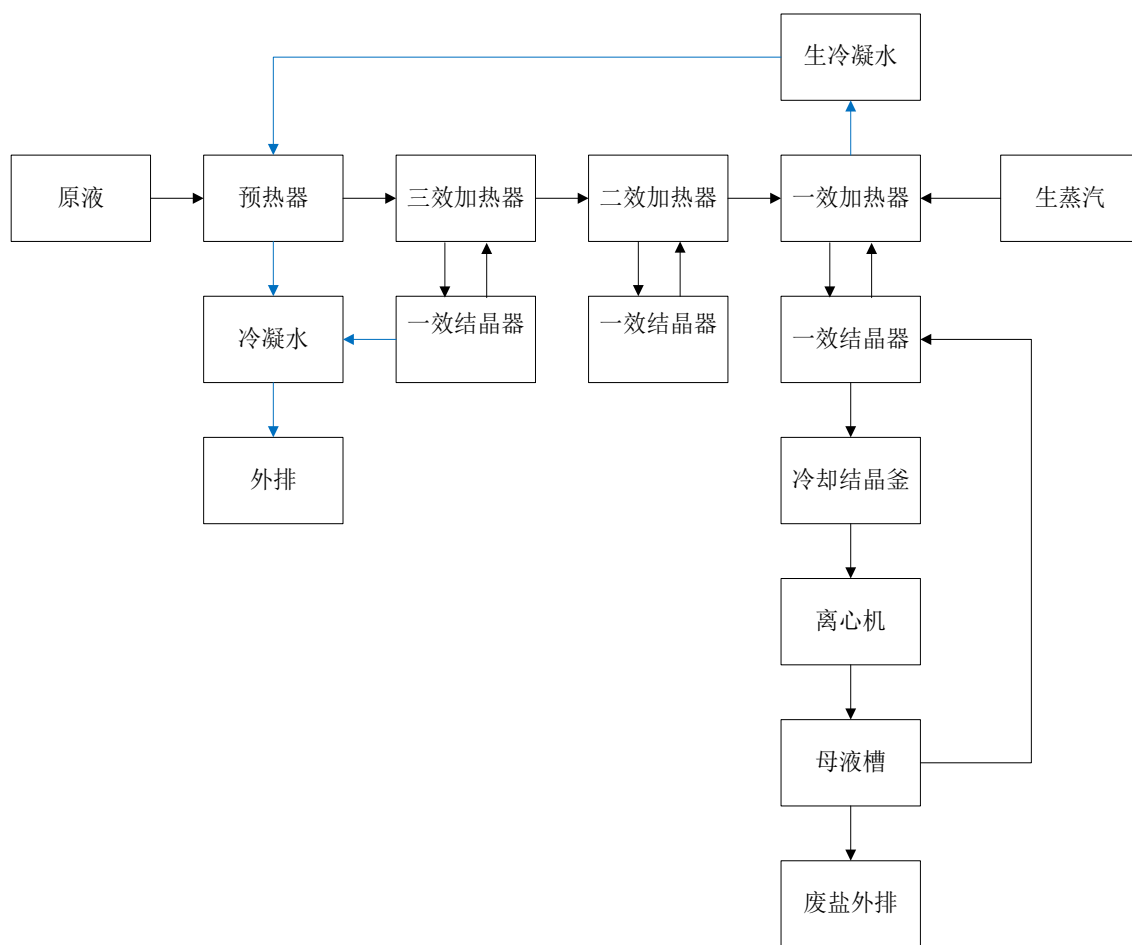 生冷凝水
原液
预热器
三效加热器
二效加热器
一效加热器
生蒸汽
冷凝水
一效结晶器
一效结晶器
一效结晶器
外排
冷却结晶釜
离心机
母液槽
废盐外排